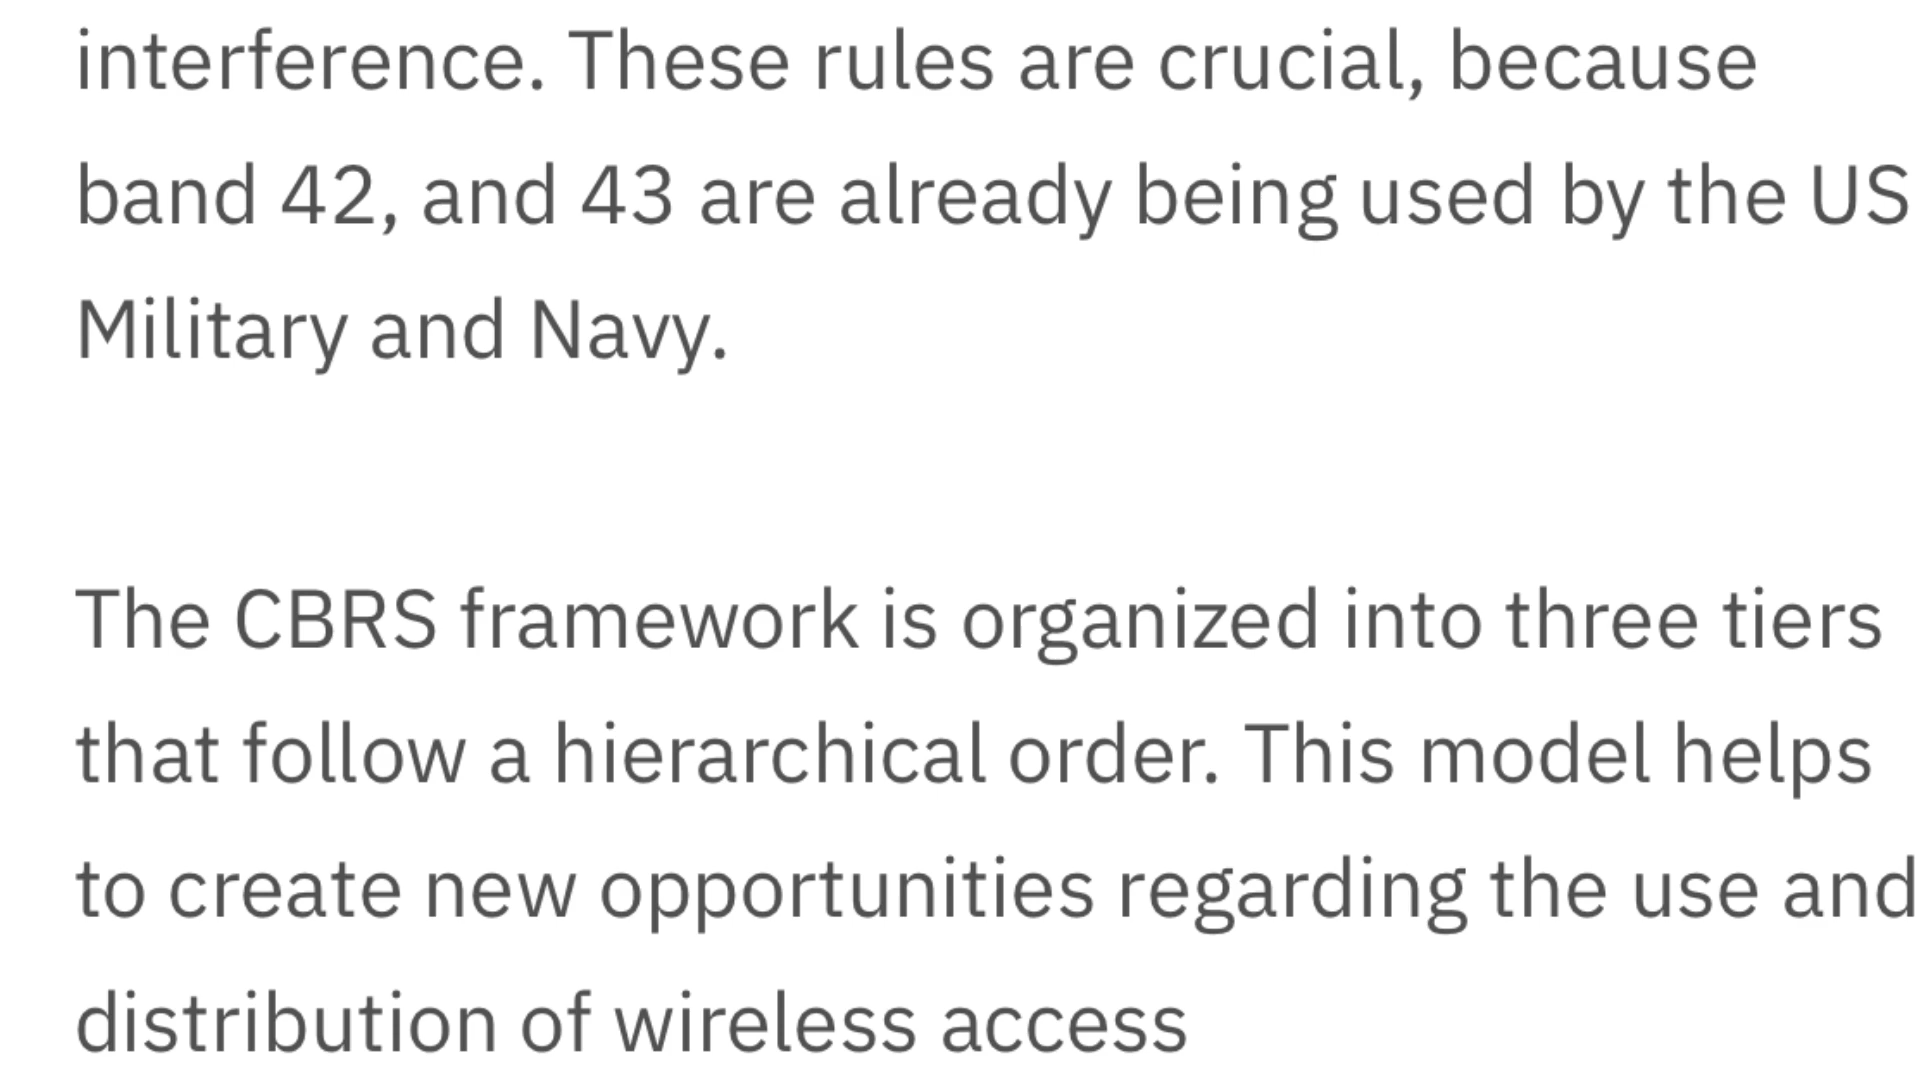 interference. These rules are crucial, because
band 42, and 43 are already being used by the US
Military and Navy.
The CBRS framework is organized into three tiers
that follow a hierarchical order. This model helps
to create new opportunities regarding the use and
distribution of wireless access